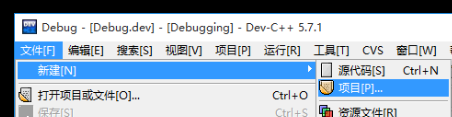 Debug - [Debug.dev] - [Debugging] - Dev-C++ 5.7.1
文件[F] 编辑[E] 搜索[S] 视图[V] 项目[P] 运行[R] 工具[T] CVS 窗口[W]
新建[N] 源代码[S] Ctrl+N
项目[P]...
打开项目或文件[O]... Ctrl+O
保存[S] Ctrl+S 资源文件[R]